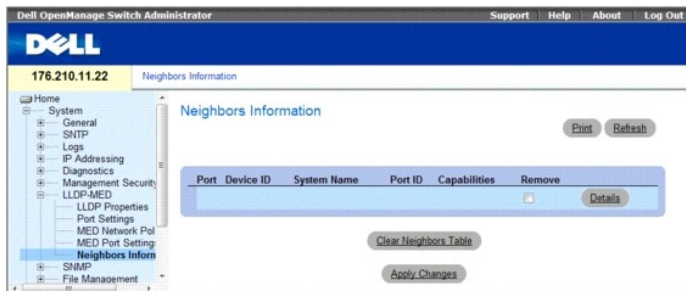 Dell OpenManage Switch Administrator
Support Help About Log Out
DELL
176.210.11.22
Neighbors Information
Home
System
General
SNTP
Logs
IP Addressing
Diagnostics
Management Security
LLDP-MED
LLDP Properties
Port Settings
MED Network Pol
MED Port Setting
Neighbors Inform
SNMP
File Management
Neighbors Information
Print Refresh
Port Device ID System Name Port ID Capabilities Remove
Details
Clear Neighbors Table
Apply Changes